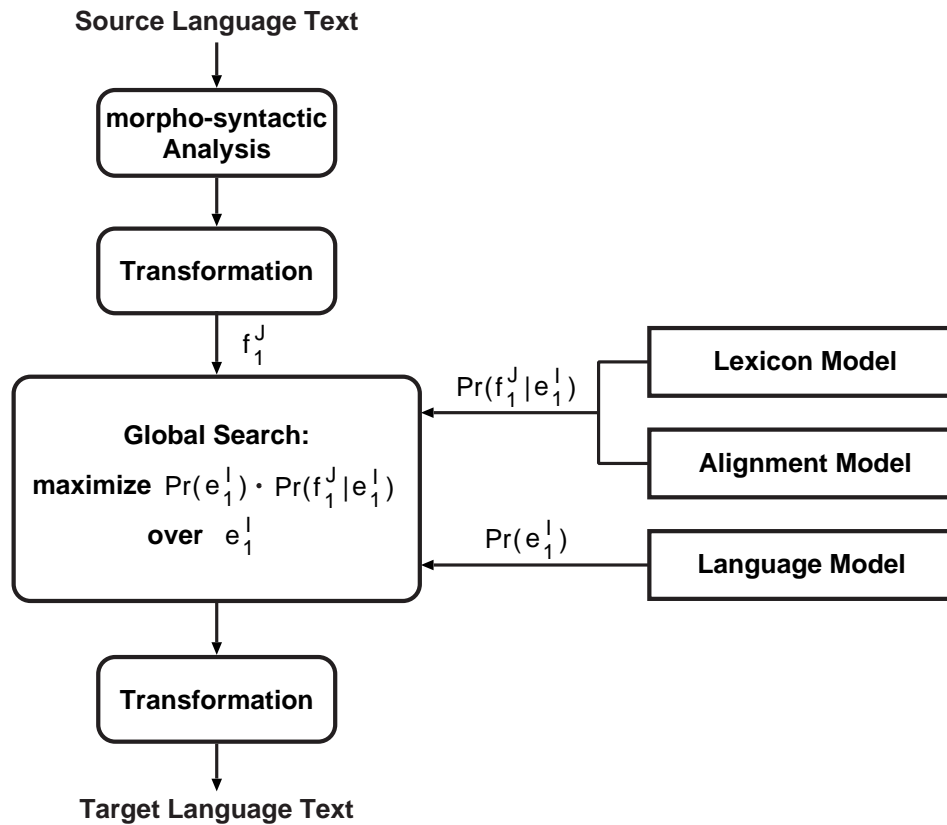 Source Language Text
morpho-syntactic
Analysis
Transformation
f_1^J
Lexicon Model
Pr(f_1^J|e_1^I)
Global Search:
Alignment Model
maximize Pr(e_1^I) · Pr(f_1^J|e_1^I)
over e_1^I
Pr(e_1^I)
Language Model
Transformation
Target Language Text